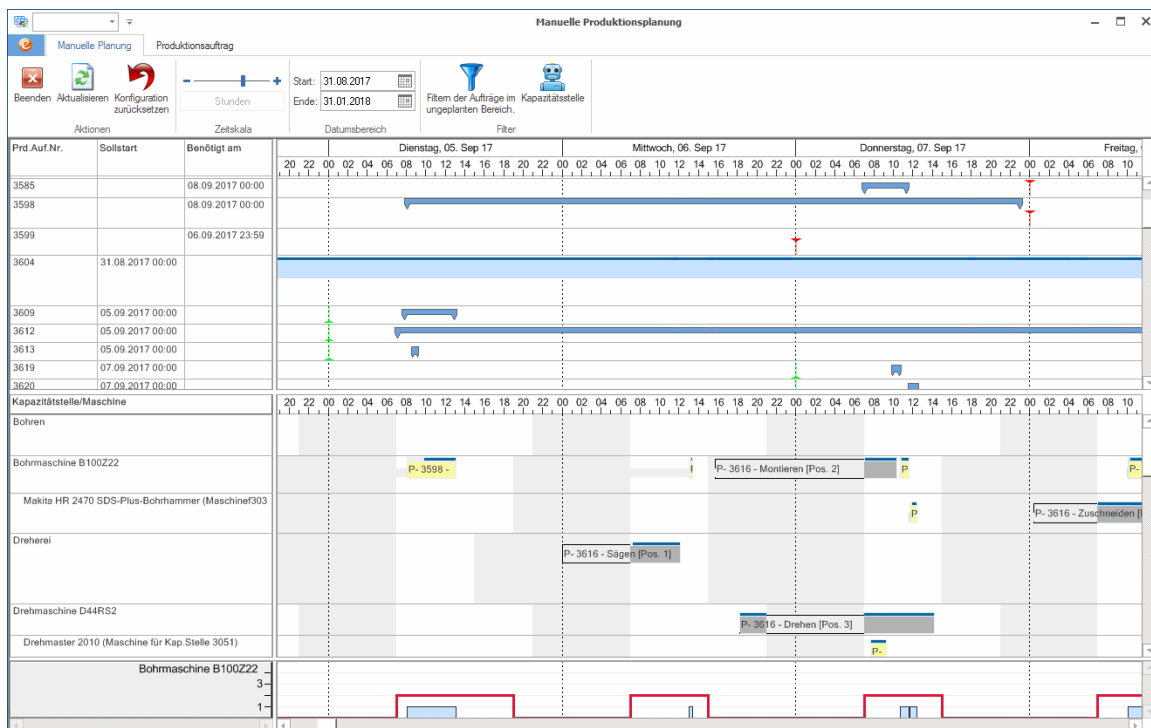 Manuelle Produktionsplanung
Manuelle Planung Produktionsauftrag
Beenden Aktualisieren Konfiguration zurücksetzen
Stunden
Start: 31.08.2017
Ende: 31.01.2018
Filtern der Aufträge im ungeplanten Bereich. Kapazitätsstelle
Aktionen Zeitskala Datumsbereich Filter
Prd.Auf.Nr. Sollstart Benötigt am
Dienstag, 05. Sep 17 Mittwoch, 06. Sep 17 Donnerstag, 07. Sep 17 Freitag,
20 22 00 02 04 06 08 10 12 14 16 18 20 22 00 02 04 06 08 10 12 14 16 18 20 22 00 02 04 06 08 10 12 14 16 18 20 22 00 02 04 06 08 10
3585 08.09.2017 00:00
3598 08.09.2017 00:00
3599 06.09.2017 23:59
3604 31.08.2017 00:00
3609 05.09.2017 00:00
3612 05.09.2017 00:00
3613 05.09.2017 00:00
3619 07.09.2017 00:00
3620 07.09.2017 00:00
Kapazitätstelle/Maschine
20 22 00 02 04 06 08 10 12 14 16 18 20 22 00 02 04 06 08 10 12 14 16 18 20 22 00 02 04 06 08 10 12 14 16 18 20 22 00 02 04 06 08 10
Bohren
Bohrmaschine B100Z22
P- 3598 -
P- 3616 - Montieren [Pos. 2]
P
P-
Makita HR 2470 SDS-Plus-Bohrhammer (Maschinef303
P
P- 3616 - Zuschneiden [
Dreherei
P- 3616 - Sägen [Pos. 1]
Drehmaschine D44RS2
P- 3616 - Drehen [Pos. 3]
Drehmaster 2010 (Maschine für Kap.Stelle 3051)
P-
Bohrmaschine B100Z22
3
1